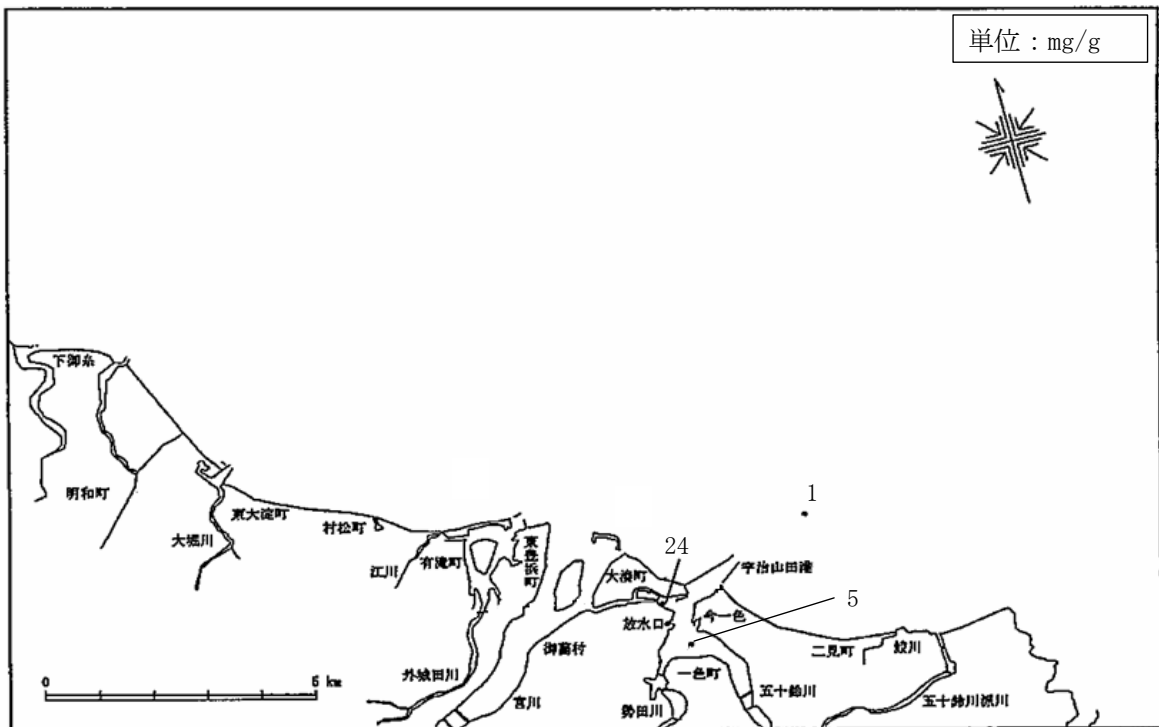 単位：mg/g
下御糸
明和町
大堀川
東大淀町
村松町
江川
有滝町
東豊浜町
外城田川
宮川
御薗村
大湊町
24
1
宇治山田港
今一色
放水口
5
一色町
勢田川
五十鈴川
二見町
鮫川
五十鈴川派川
0
5 km